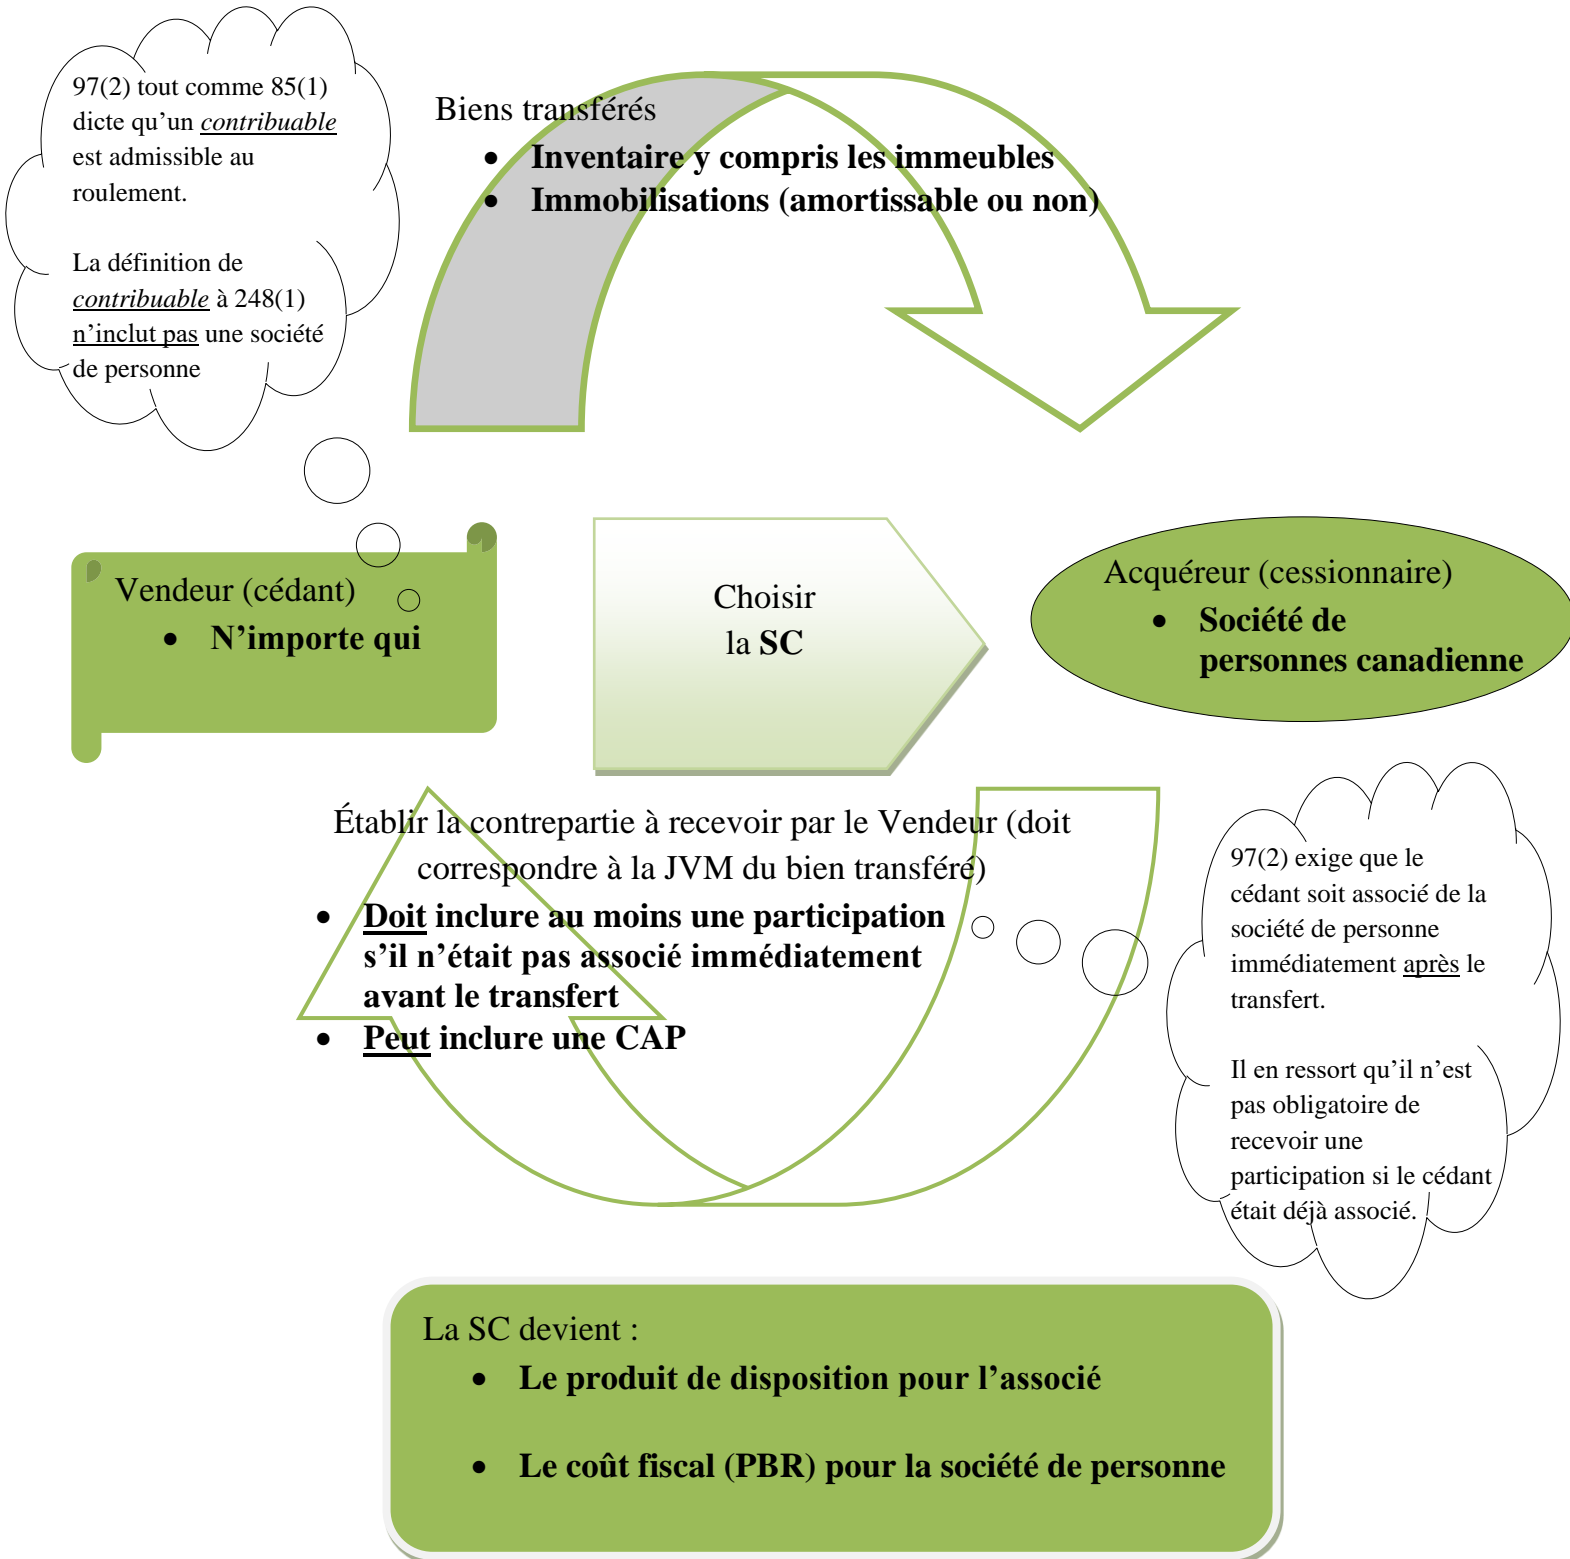 97(2) tout comme 85(1)
dicte qu’un contribuable
est admissible au
roulement.
La définition de
contribuable à 248(1)
n’inclut pas une société
de personne
Biens transférés
• Inventaire y compris les immeubles
• Immobilisations (amortissable ou non)
Vendeur (cédant)
• N’importe qui
Choisir
la SC
Acquéreur (cessionnaire)
• Société de
personnes canadienne
Établir la contrepartie à recevoir par le Vendeur (doit
correspondre à la JVM du bien transféré)
• Doit inclure au moins une participation
s’il n’était pas associé immédiatement
avant le transfert
• Peut inclure une CAP
97(2) exige que le
cédant soit associé de la
société de personne
immédiatement après le
transfert.
Il en ressort qu’il n’est
pas obligatoire de
recevoir une
participation si le cédant
était déjà associé.
La SC devient :
• Le produit de disposition pour l’associé
• Le coût fiscal (PBR) pour la société de personne